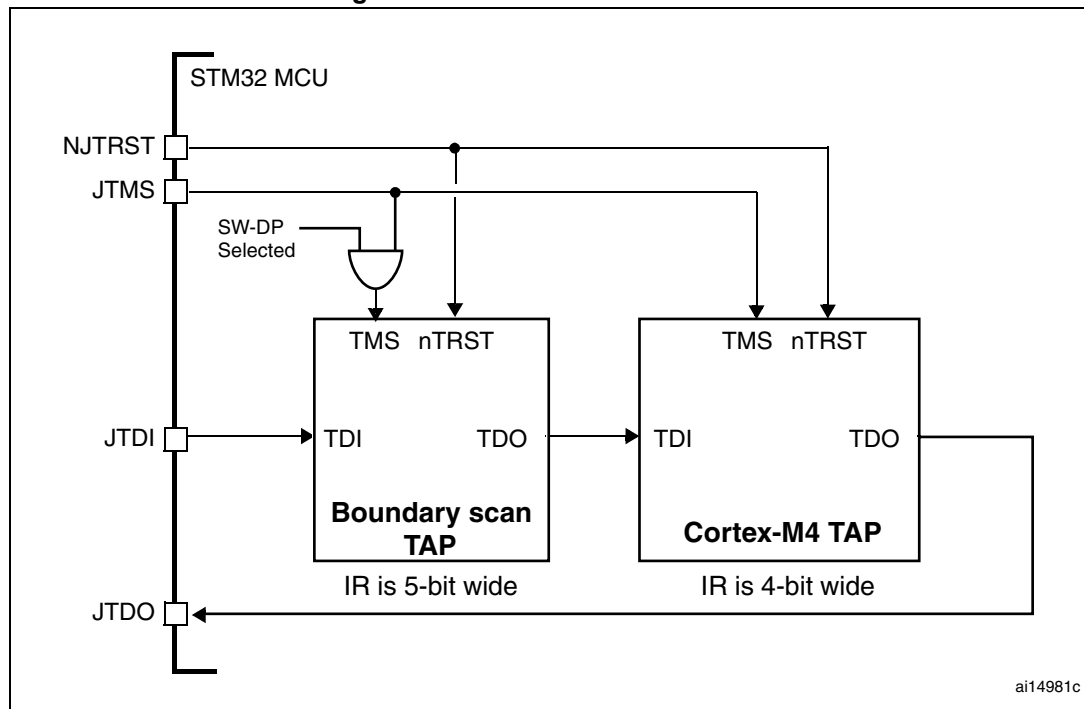 STM32 MCU
NJTRST
JTMS
SW-DP
Selected
TMS nTRST
TMS nTRST
JTDI
TDI
TDO
TDI
TDO
Boundary scan
TAP
Cortex-M4 TAP
IR is 5-bit wide
IR is 4-bit wide
JTDO
ai14981c